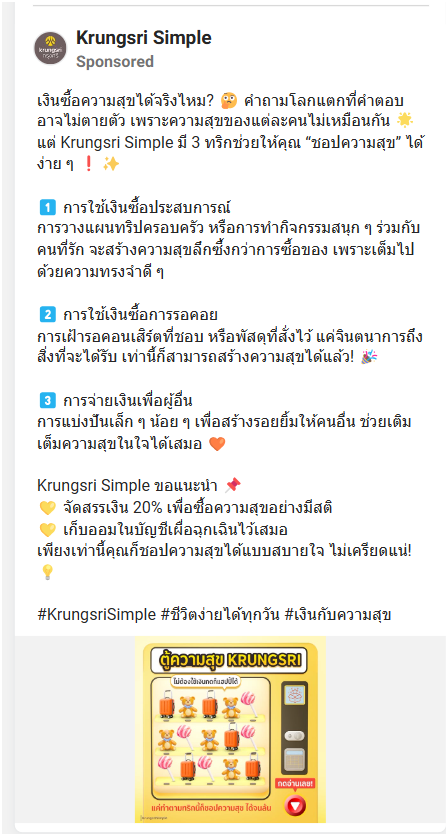 krungsri
Krungsri Simple
Sponsored
เงินซื้อความสุขได้จริงไหม? 🤔 คำถามโลกแตกที่คำตอบ
อาจไม่ตายตัว เพราะความสุขของแต่ละคนไม่เหมือนกัน 🌟
แต่ Krungsri Simple มี 3 ทริกช่วยให้คุณ “ชอปความสุข” ได้
ง่าย ๆ ❗ ✨
1️⃣ การใช้เงินซื้อประสบการณ์
การวางแผนทริปครอบครัว หรือการทำกิจกรรมสนุก ๆ ร่วมกับ
คนที่รัก จะสร้างความสุขลึกซึ้งกว่าการซื้อของ เพราะเต็มไป
ด้วยความทรงจำดี ๆ
2️⃣ การใช้เงินซื้อการรอคอย
การเฝ้ารอคอนเสิร์ตที่ชอบ หรือพัสดุที่สั่งไว้ แค่จินตนาการถึง
สิ่งที่จะได้รับ เท่านี้ก็สามารถสร้างความสุขได้แล้ว! 🎉
3️⃣ การจ่ายเงินเพื่อผู้อื่น
การแบ่งปันเล็ก ๆ น้อย ๆ เพื่อสร้างรอยยิ้มให้คนอื่น ช่วยเติม
เต็มความสุขในใจได้เสมอ 🧡
Krungsri Simple ขอแนะนำ 📌
💛 จัดสรรเงิน 20% เพื่อซื้อความสุขอย่างมีสติ
💛 เก็บออมในบัญชีเผื่อฉุกเฉินไว้เสมอ
เพียงเท่านี้คุณก็ชอปความสุขได้แบบสบายใจ ไม่เครียดแน่!
💡
#KrungsriSimple #ชีวิตง่ายได้ทุกวัน #เงินกับความสุข
ตู้ความสุข KRUNGSRI
ไม่ต้องใช้เงินกดก็แฮปปี้ได้
กดอ่านเลย!
แค่ทำตามทริกนี้ก็ชอปความสุข ได้จนล้น